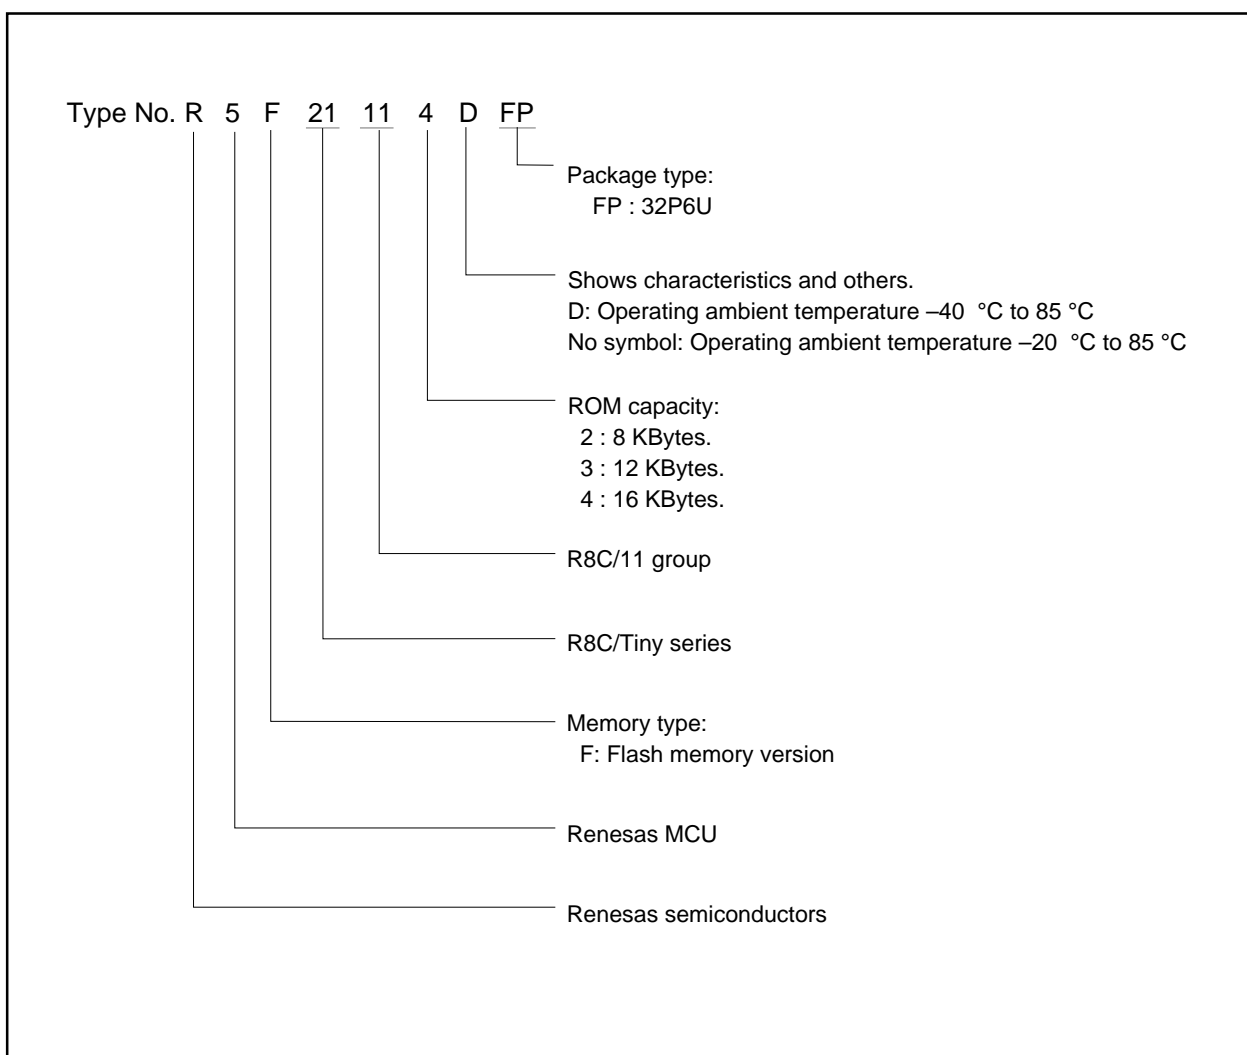 Type No. R 5 F 21 11 4 D FP
Package type:
FP : 32P6U
Shows characteristics and others.
D: Operating ambient temperature –40 °C to 85 °C
No symbol: Operating ambient temperature –20 °C to 85 °C
ROM capacity:
2 : 8 KBytes.
3 : 12 KBytes.
4 : 16 KBytes.
R8C/11 group
R8C/Tiny series
Memory type:
F: Flash memory version
Renesas MCU
Renesas semiconductors